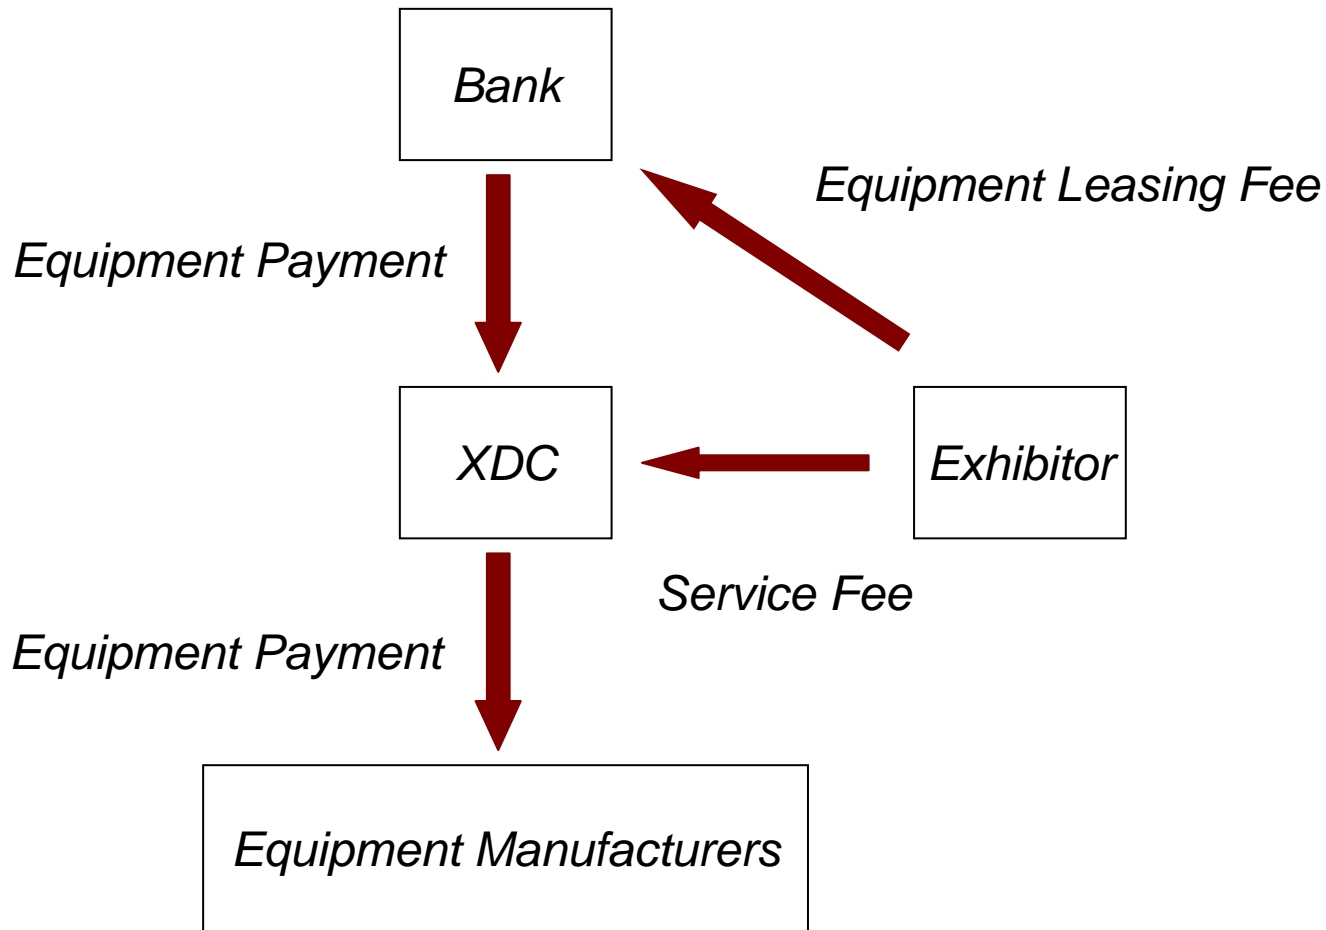 Bank
Equipment Leasing Fee
Equipment Payment
XDC
Exhibitor
Service Fee
Equipment Payment
Equipment Manufacturers